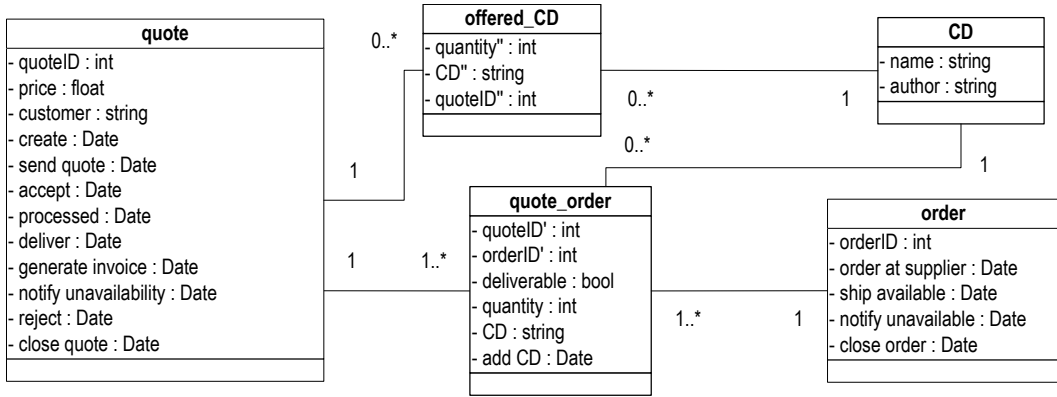 quote
- quoteID : int
- price : float
- customer : string
- create : Date
- send quote : Date
- accept : Date
- processed : Date
- deliver : Date
- generate invoice : Date
- notify unavailability : Date
- reject : Date
- close quote : Date
0..*
1
1
1..*
offered_CD
- quantity" : int
- CD" : string
- quoteID" : int
0..*
1
0..*
1
CD
- name : string
- author : string
quote_order
- quoteID' : int
- orderID' : int
- deliverable : bool
- quantity : int
- CD : string
- add CD : Date
1..*
1
order
- orderID : int
- order at supplier : Date
- ship available : Date
- notify unavailable : Date
- close order : Date